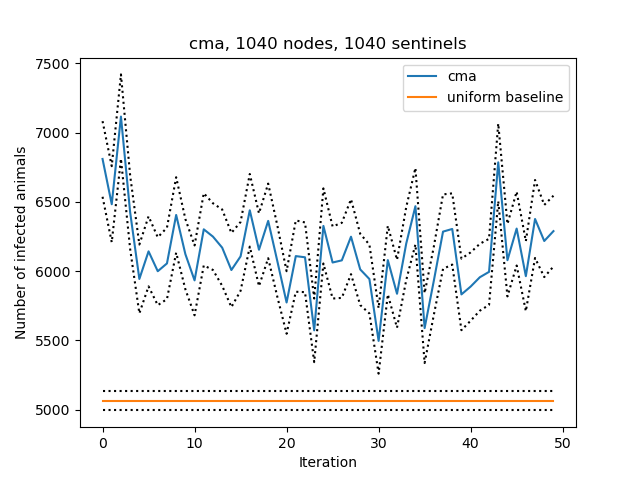 cma, 1040 nodes, 1040 sentinels
cma
uniform baseline
7500
7000
6500
6000
5500
5000
Number of infected animals
0 10 20 30 40 50
Iteration